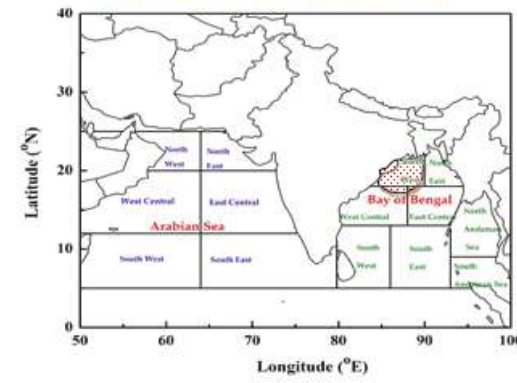 40
30
20
10
0
50
60
70
80
90
100
Latitude (°N)
Longitude (°E)
North
West
North
East
West Central
East Central
Arabian Sea
South West
South East
North
East
Bay of Bengal
West Central
East Central
North
Andaman
Sea
South
West
South
East
South
Andaman Sea